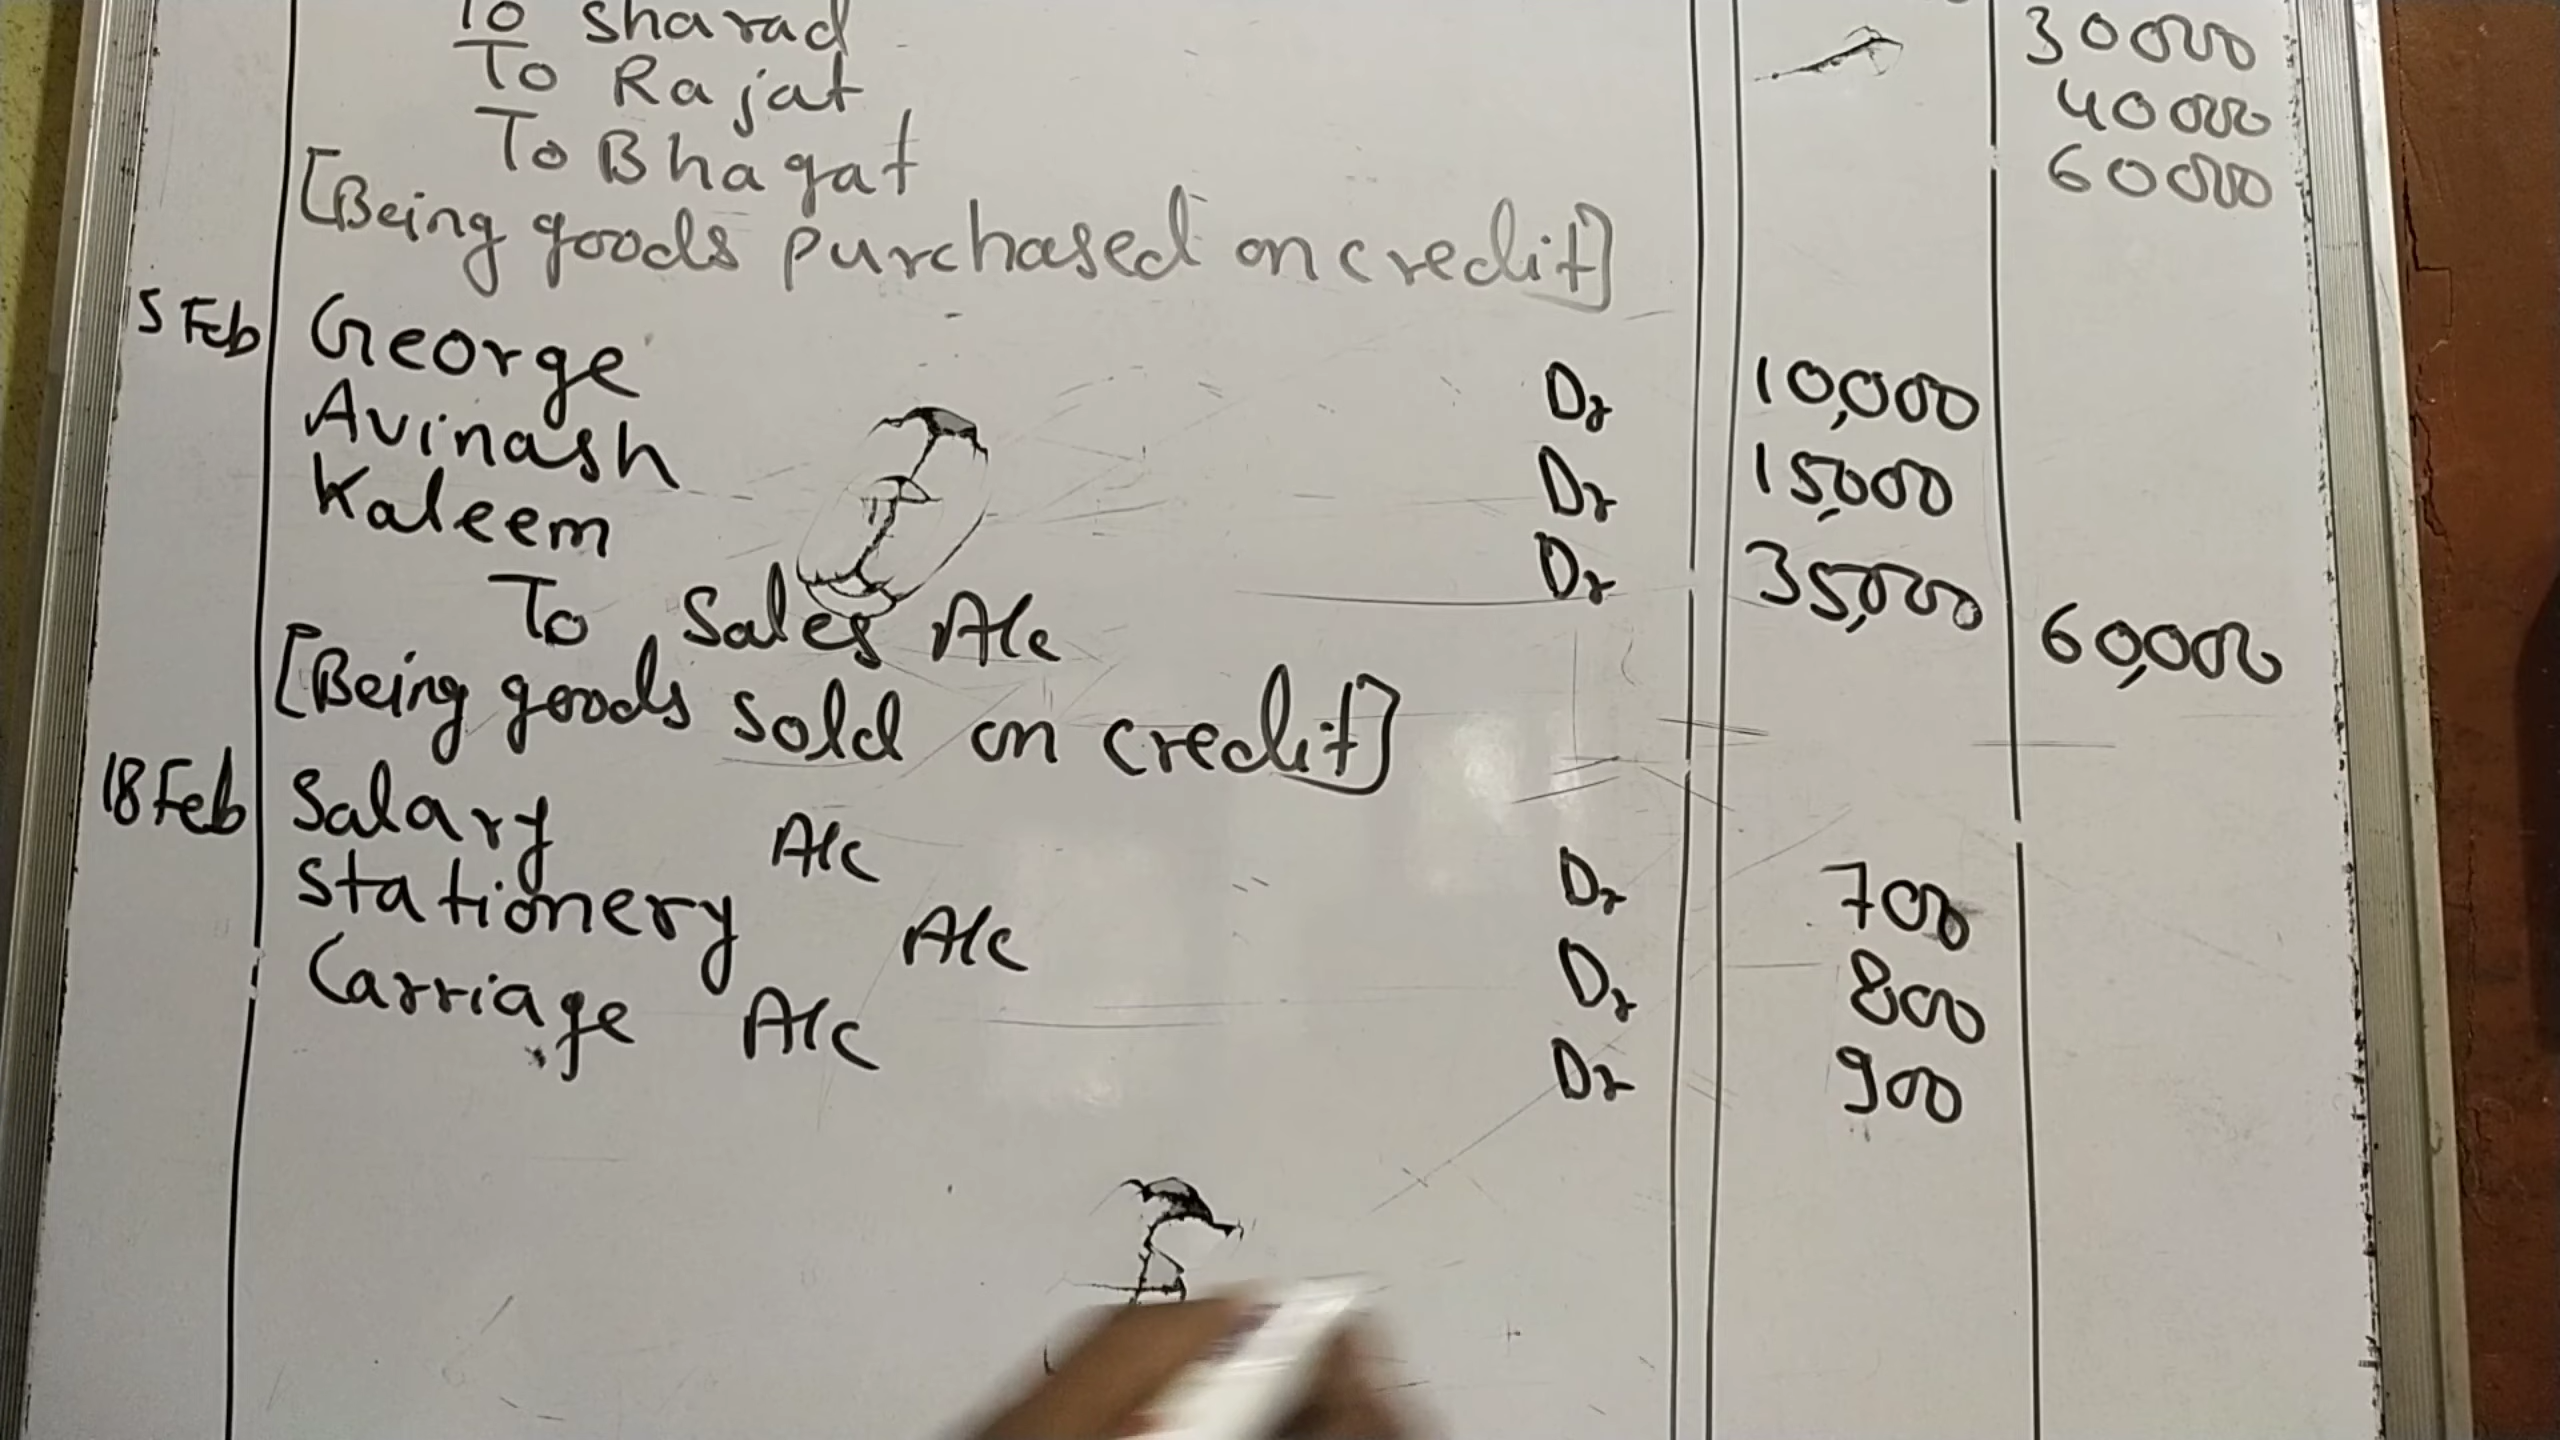 To Sharad 30000
To Rajat 40000
To Bhagat 60000
[Being goods purchased on credit]
5 Feb George Dr 10,000
Avinash Dr 15,000
Kaleem Dr 35,000
To Sales A/c 60,000
[Being goods sold on credit]
18 Feb Salary A/c Dr 700
Stationery A/c Dr 800
Carriage A/c Dr 900